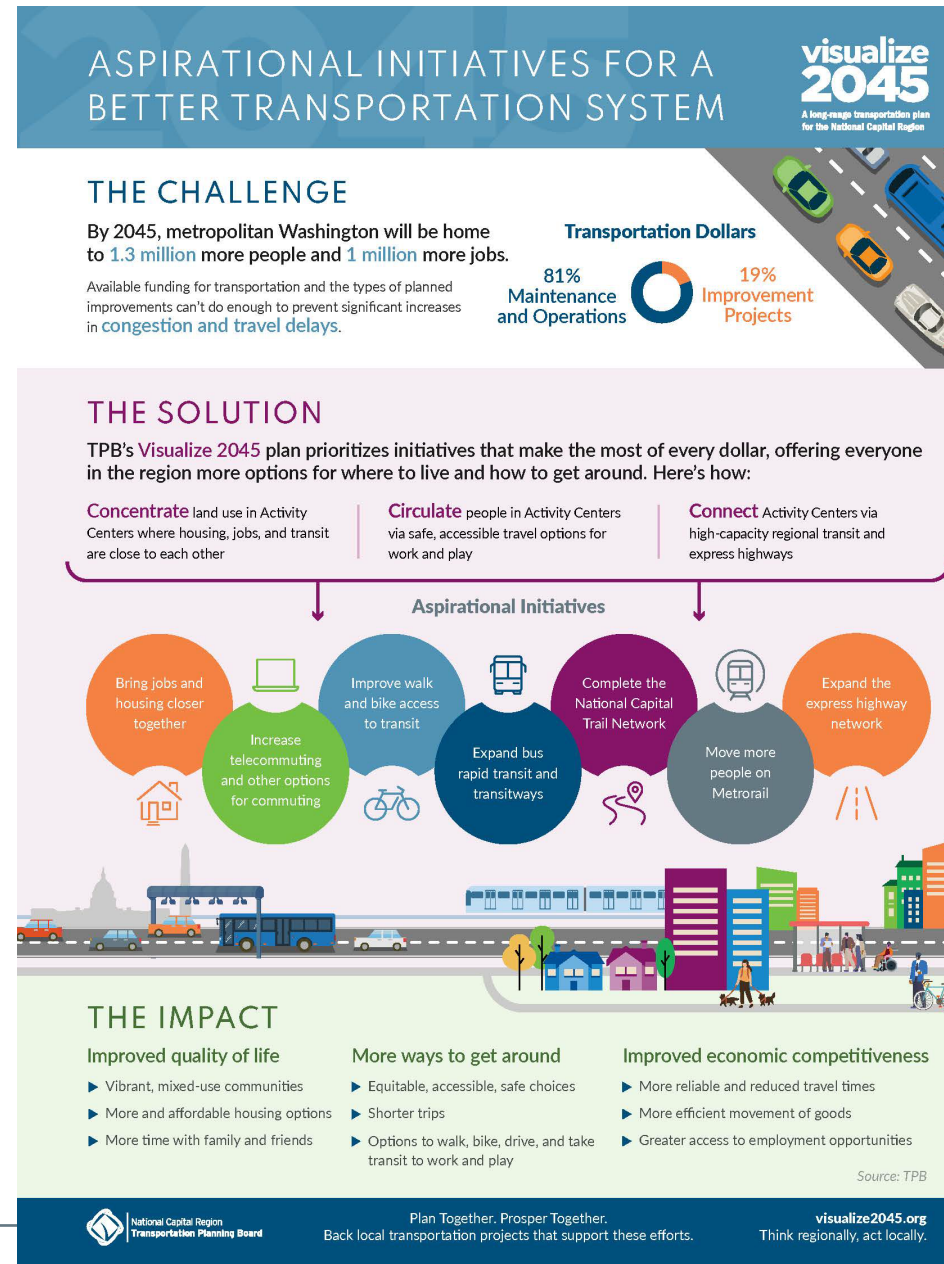 ASPIRATIONAL INITIATIVES FOR A
BETTER TRANSPORTATION SYSTEM
visualize
2045
A long-range transportation plan
for the National Capital Region
THE CHALLENGE
By 2045, metropolitan Washington will be home
to 1.3 million more people and 1 million more jobs.
Available funding for transportation and the types of planned
improvements can't do enough to prevent significant increases
in congestion and travel delays.
Transportation Dollars
81%
Maintenance
and Operations
19%
Improvement
Projects
THE SOLUTION
TPB's Visualize 2045 plan prioritizes initiatives that make the most of every dollar, offering everyone
in the region more options for where to live and how to get around. Here's how:
Concentrate land use in Activity
Centers where housing, jobs, and transit
are close to each other
Circulate people in Activity Centers
via safe, accessible travel options for
work and play
Connect Activity Centers via
high-capacity regional transit and
express highways
Aspirational Initiatives
Bring jobs and
housing closer
together
Increase
telecommuting
and other options
for commuting
Improve walk
and bike access
to transit
Expand bus
rapid transit and
transitways
Complete the
National Capital
Trail Network
Move more
people on
Metrorail
Expand the
express highway
network
THE IMPACT
Improved quality of life
Vibrant, mixed-use communities
More and affordable housing options
More time with family and friends
More ways to get around
Equitable, accessible, safe choices
Shorter trips
Options to walk, bike, drive, and take
transit to work and play
Improved economic competitiveness
More reliable and reduced travel times
More efficient movement of goods
Greater access to employment opportunities
Source: TPB
National Capital Region
Transportation Planning Board
Plan Together. Prosper Together.
Back local transportation projects that support these efforts.
visualize2045.org
Think regionally, act locally.